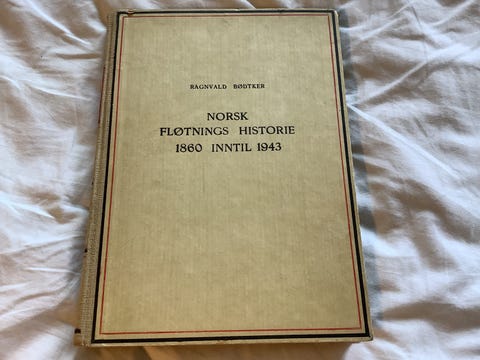 RAGNVALD BØDTKER
NORSK
FLØTNINGS HISTORIE
1860 INNTIL 1943